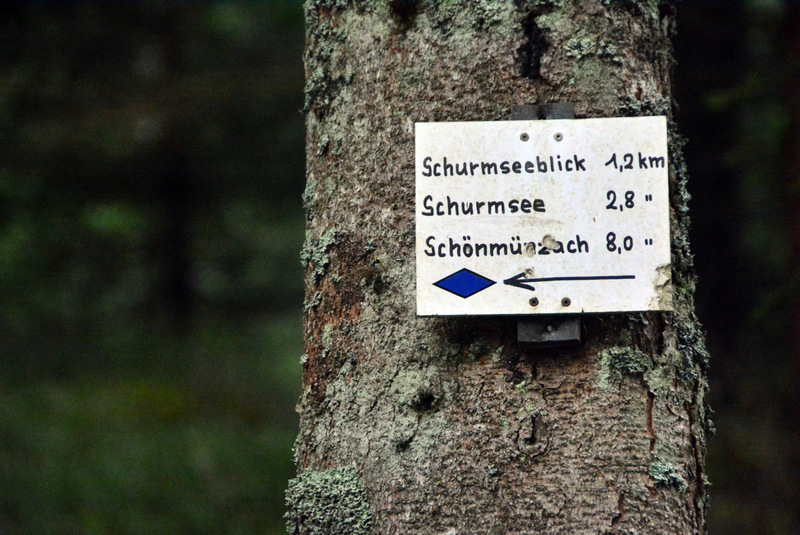 Schurmseeblick 1,2 km
Schurmsee 2,8 "
Schönmünzach 8,0 "